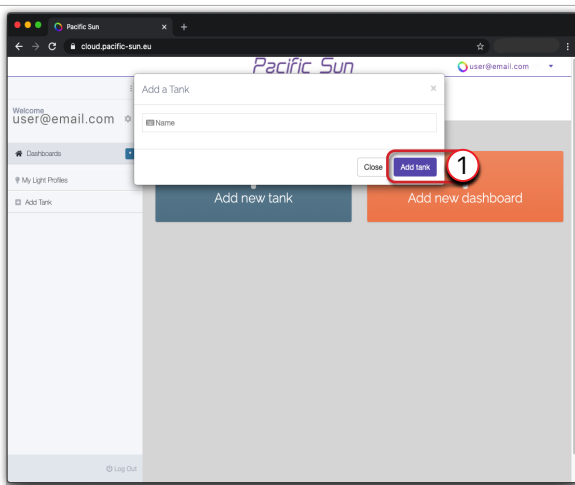 Pacific Sun
cloud.pacific-sun.eu
Pacific Sun
user@email.com
Add a Tank
×
Welcome
user@email.com
Name
Dashboards
Close
Add tank
1
My Light Profiles
Add new tank
Add new dashboard
Add Tank
Log Out